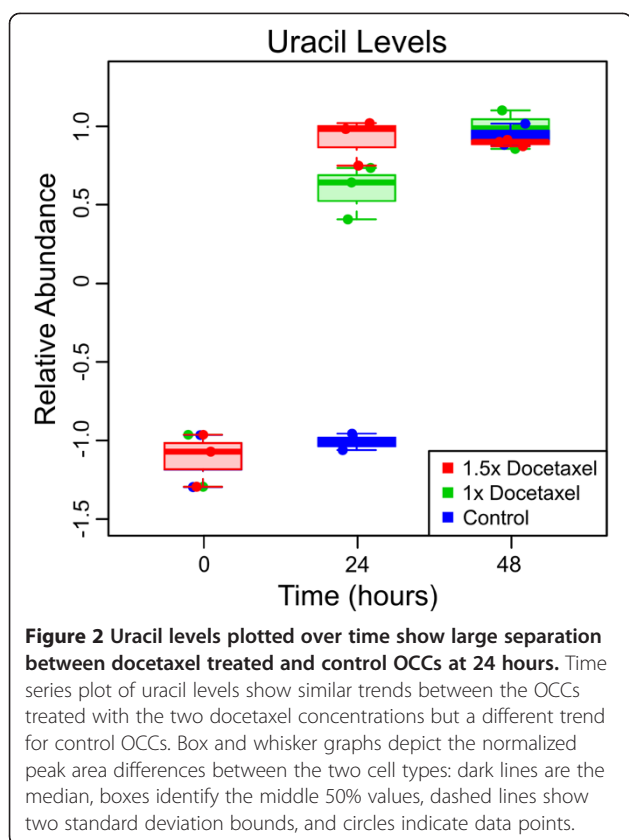 Uracil Levels
Relative Abundance
1.0
0.5
0
-0.5
-1.0
-1.5
0
24
48
Time (hours)
1.5x Docetaxel
1x Docetaxel
Control
Figure 2 Uracil levels plotted over time show large separation
between docetaxel treated and control OCCs at 24 hours. Time
series plot of uracil levels show similar trends between the OCCs
treated with the two docetaxel concentrations but a different trend
for control OCCs. Box and whisker graphs depict the normalized
peak area differences between the two cell types: dark lines are the
median, boxes identify the middle 50% values, dashed lines show
two standard deviation bounds, and circles indicate data points.